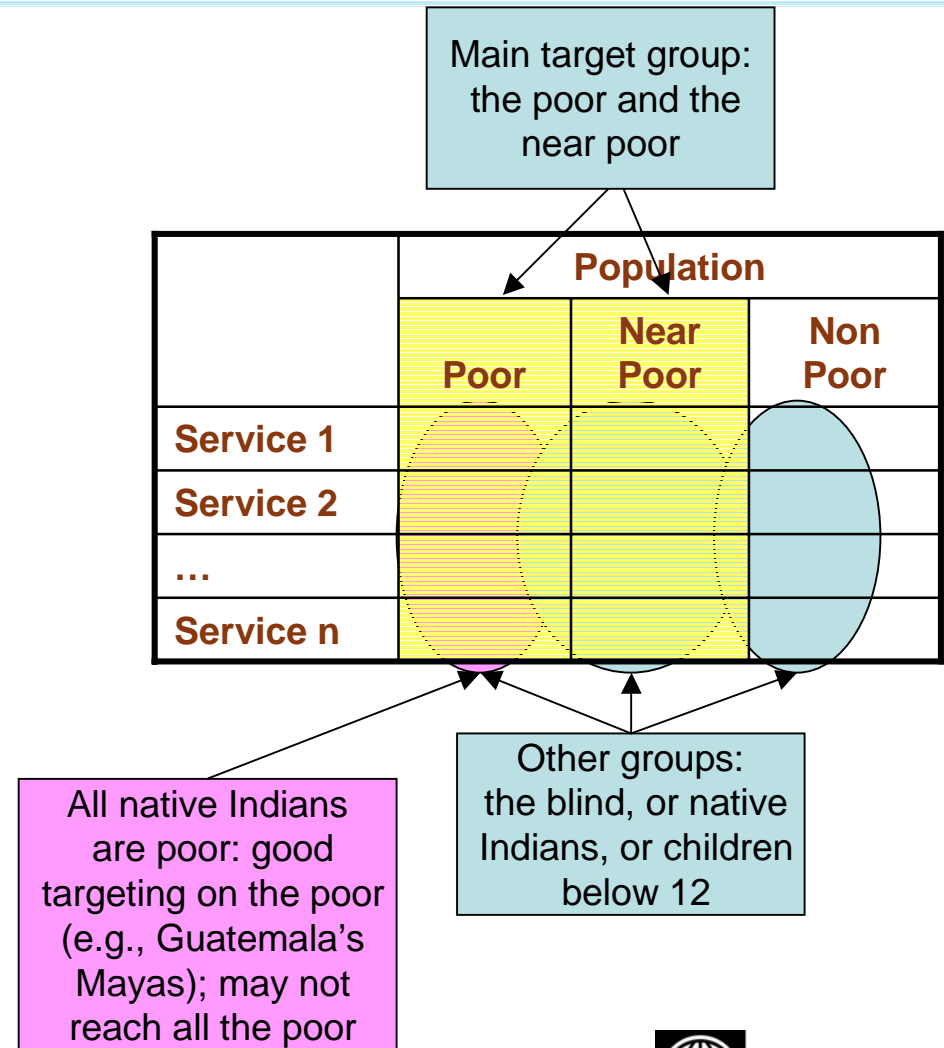 Main target group:
the poor and the
near poor
Population
Poor
Near
Poor
Non
Poor
Service 1
Service 2
…
Service n
All native Indians
are poor: good
targeting on the poor
(e.g., Guatemala’s
Mayas); may not
reach all the poor
Other groups:
the blind, or native
Indians, or children
below 12